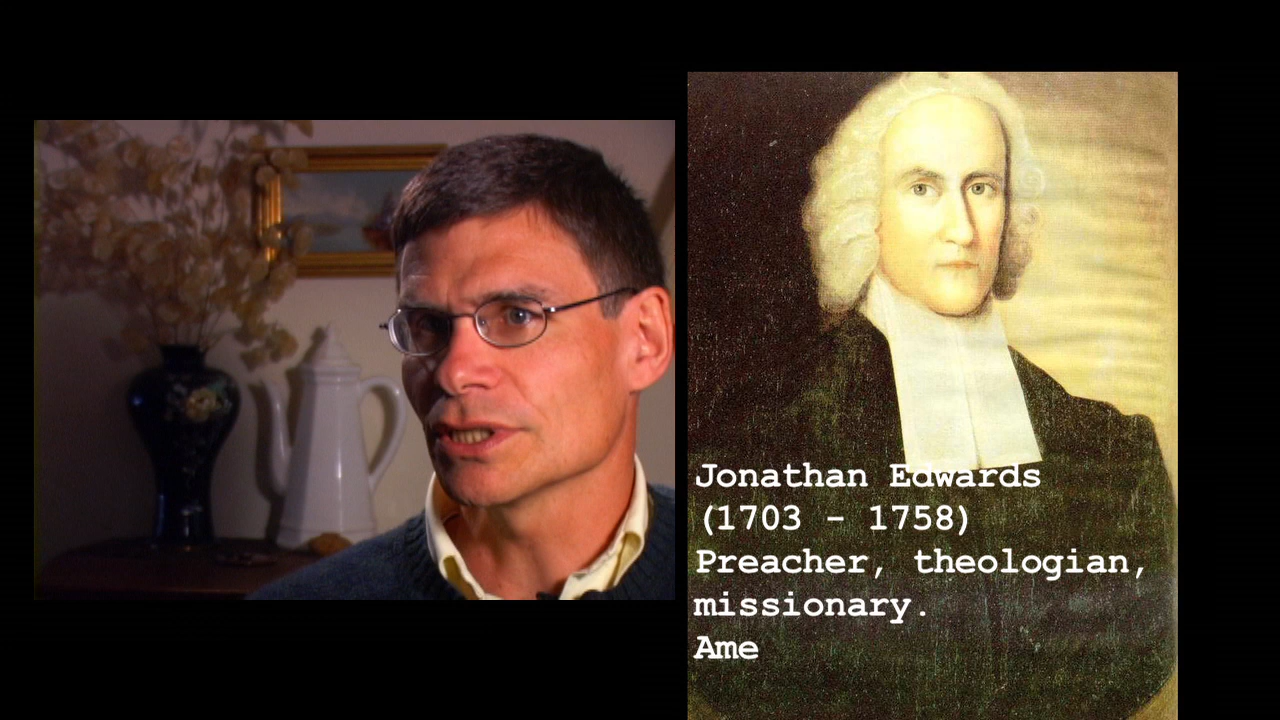 Jonathan Edwards
(1703 - 1758)
Preacher, theologian,
missionary.
Ame